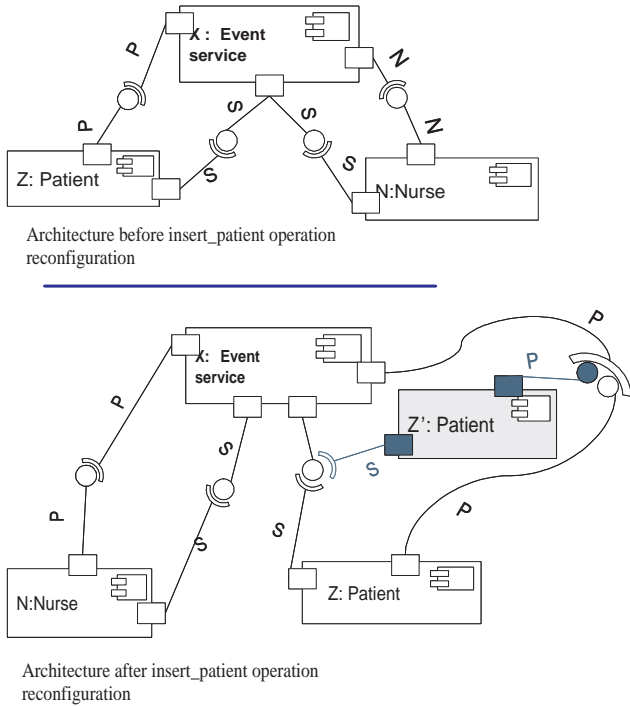 P
X : Event
service
N
P
S
S
N
Z: Patient
S
S
N:Nurse
Architecture before insert_patient operation
reconfiguration
P
X: Event
service
P
P
S
Z': Patient
S
P
S
P
S
N:Nurse
Z: Patient
Architecture after insert_patient operation
reconfiguration